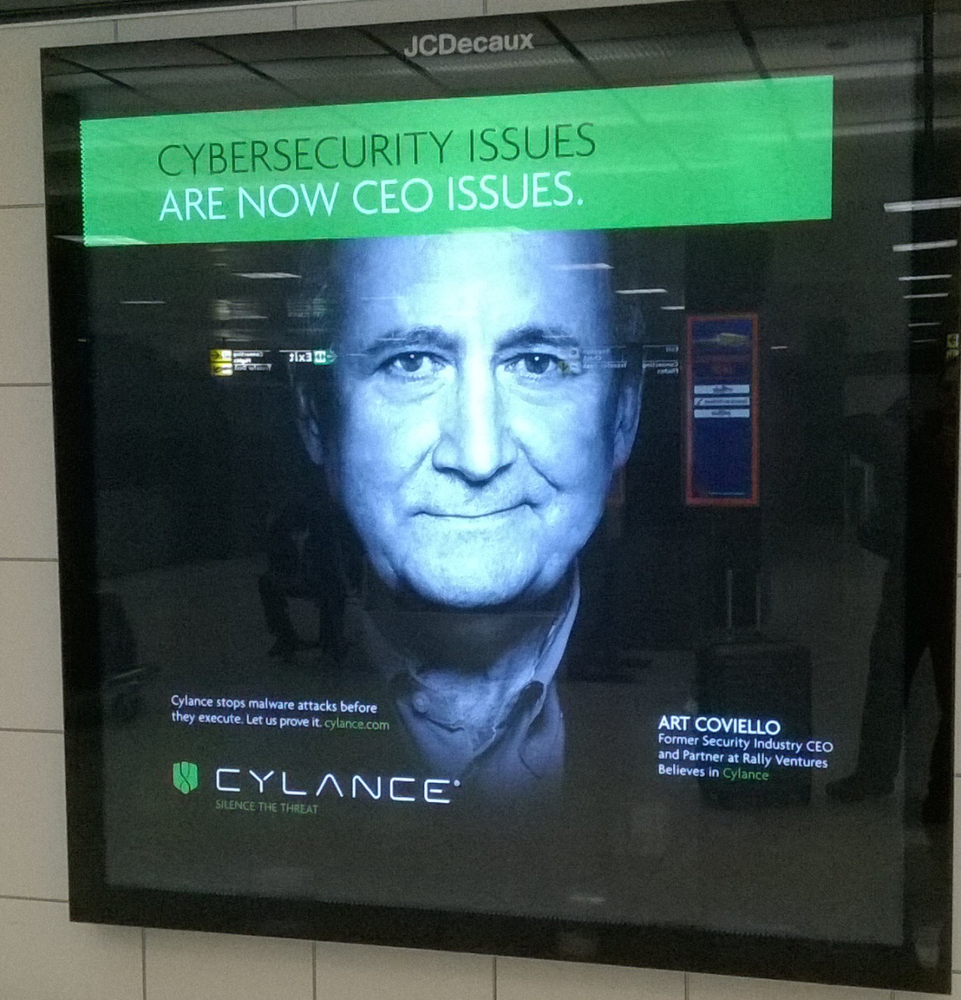 JCDecaux
CYBERSECURITY ISSUES
ARE NOW CEO ISSUES.
Exit
Cylance stops malware attacks before
they execute. Let us prove it. cylance.com
CYLANCE®
SILENCE THE THREAT
ART COVIELLO
Former Security Industry CEO
and Partner at Rally Ventures
Believes in Cylance